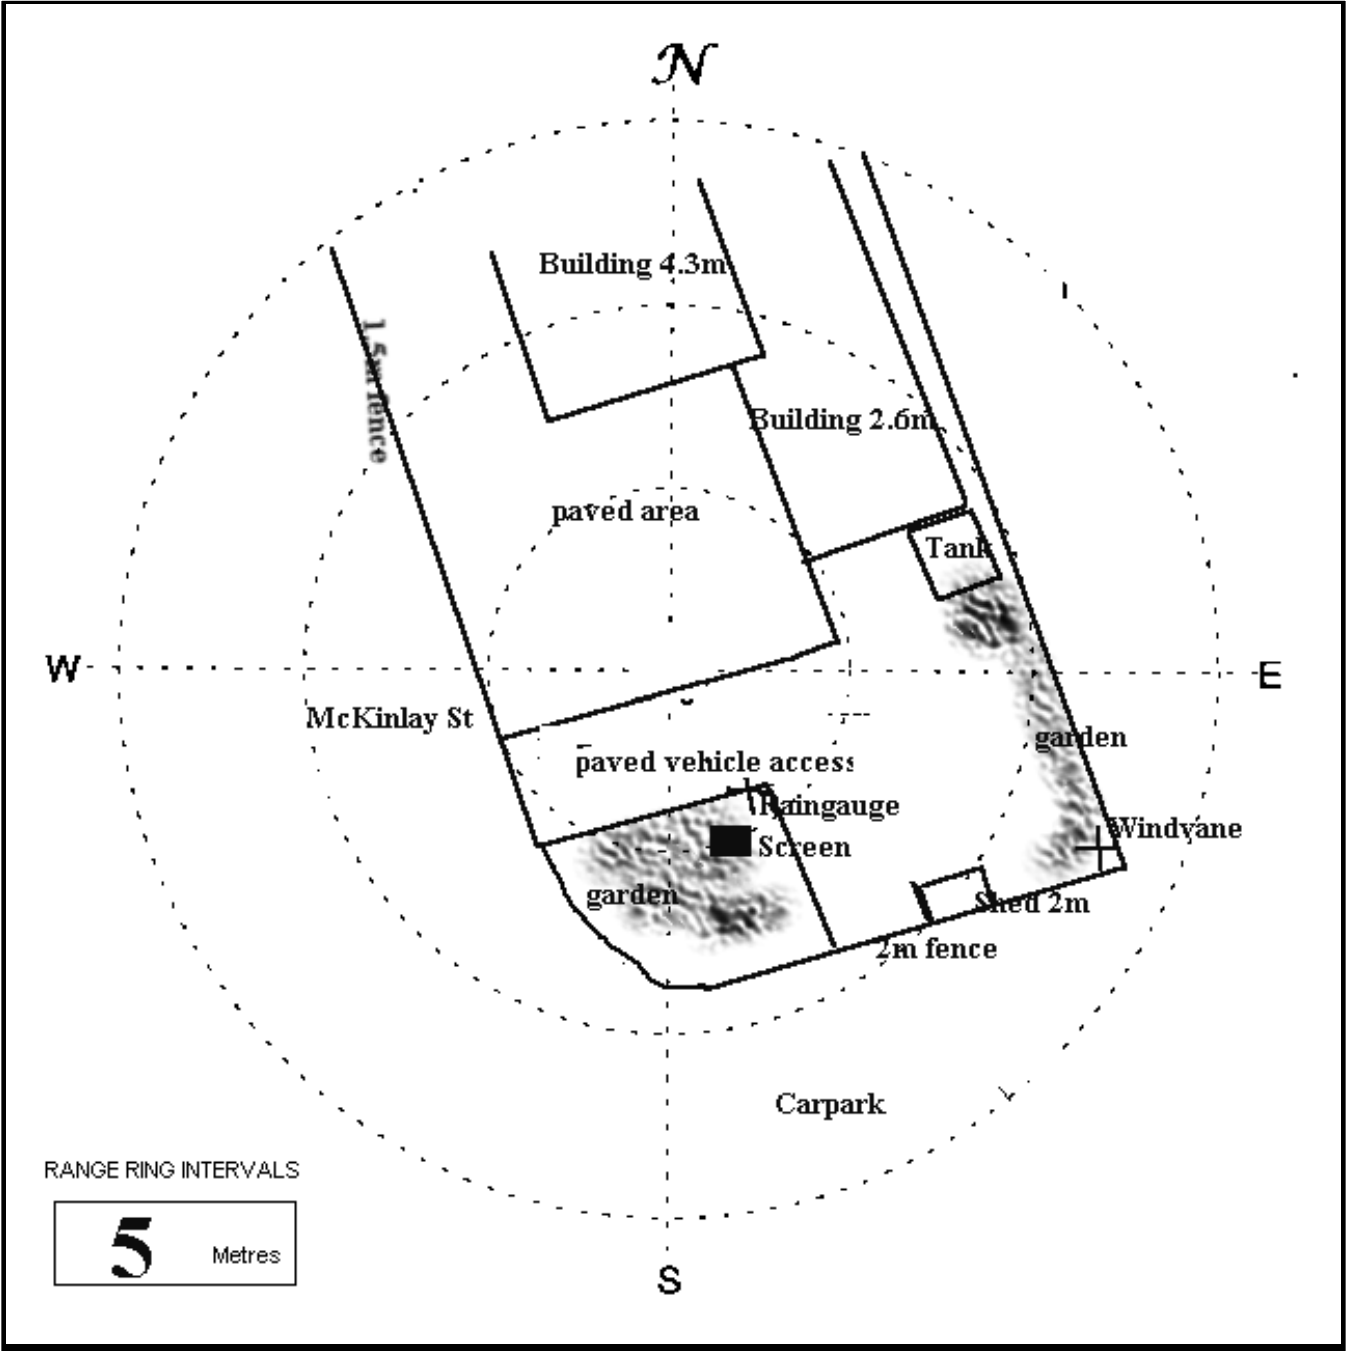 N
Building 4.3m
1.5m fence
Building 2.6m
paved area
Tank
W
E
McKinlay St
garden
paved vehicle access
Raingauge
Windvane
Screen
garden
Shed 2m
2m fence
Carpark
RANGE RING INTERVALS
5 Metres
S